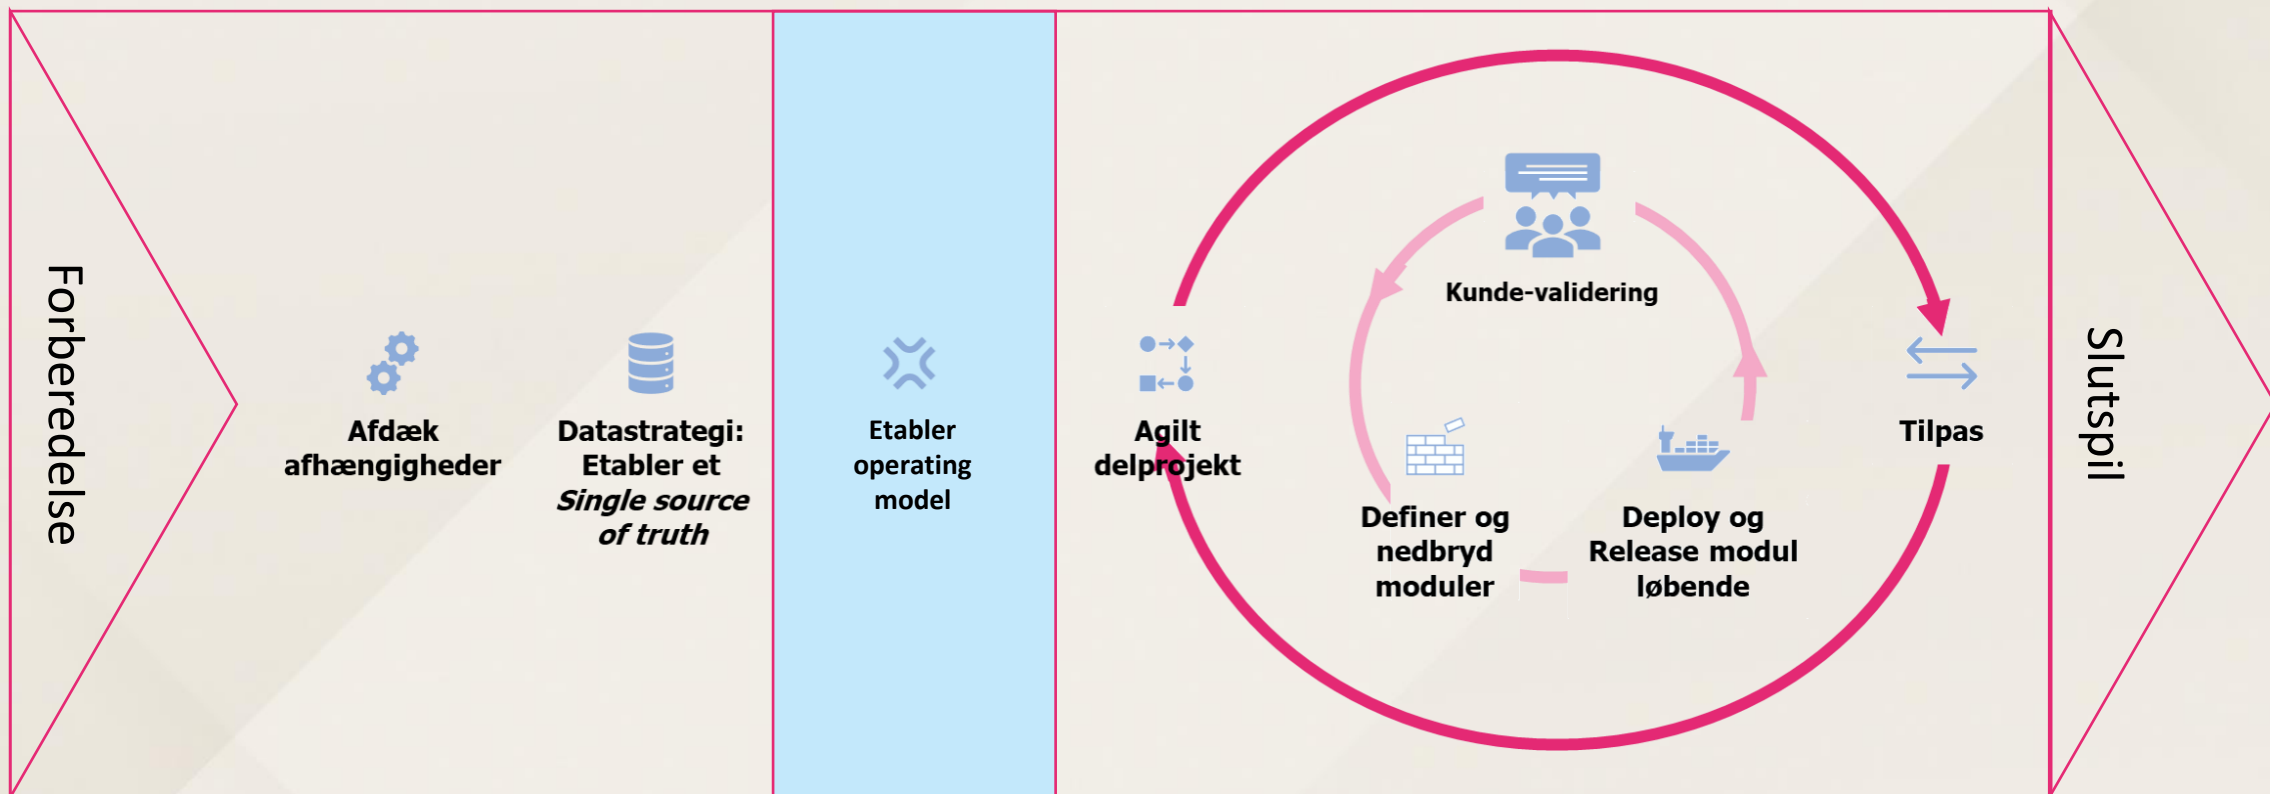 Forberedelse
Afdæk
afhængigheder
Datastrategi:
Etabler et
Single source
of truth
Etabler
operating
model
Agilt
delprojekt
Kunde-validering
Definer og
nedbryd
moduler
Deploy og
Release modul
løbende
Tilpas
Slutspil